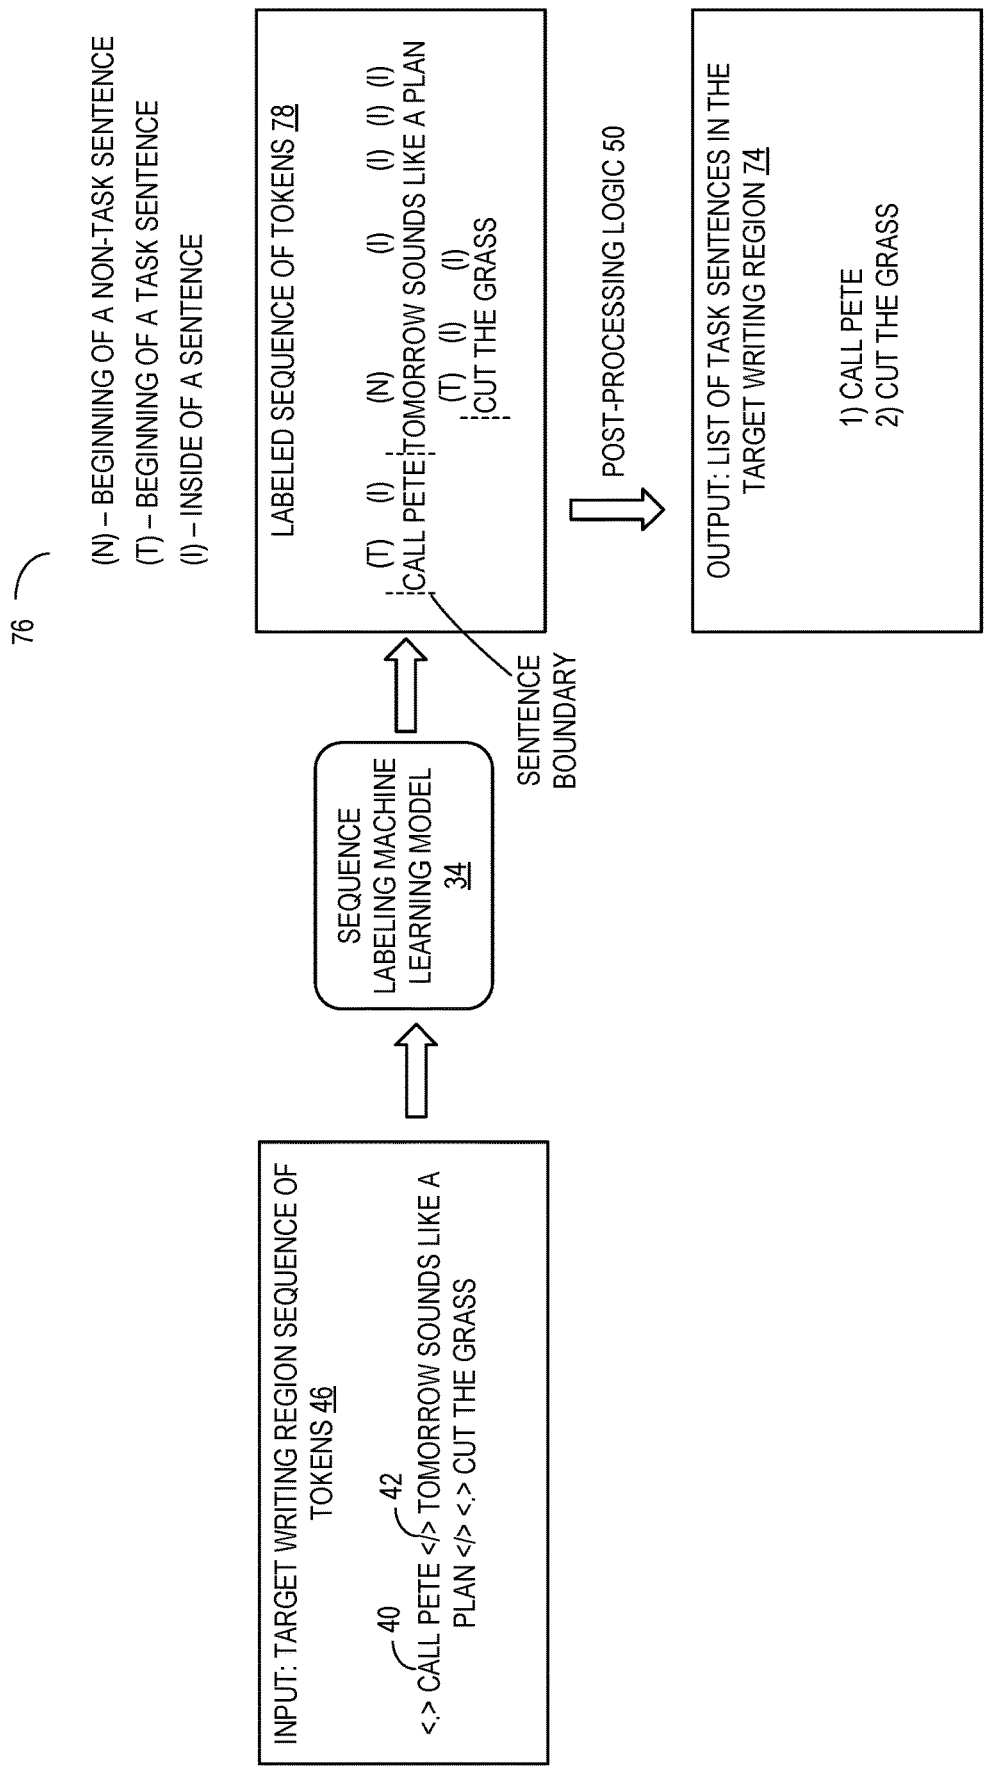 76
(N) – BEGINNING OF A NON-TASK SENTENCE
(T) – BEGINNING OF A TASK SENTENCE
(I) – INSIDE OF A SENTENCE
INPUT: TARGET WRITING REGION SEQUENCE OF
TOKENS 46
40
42
<.> CALL PETE </> TOMORROW SOUNDS LIKE A
PLAN </> <.> CUT THE GRASS
SEQUENCE
LABELING MACHINE
LEARNING MODEL
34
LABELED SEQUENCE OF TOKENS 78
(T) (I) (N) (I) (I) (I) (I)
CALL PETE TOMORROW SOUNDS LIKE A PLAN
(T) (I) (I)
CUT THE GRASS
SENTENCE
BOUNDARY
POST-PROCESSING LOGIC 50
OUTPUT: LIST OF TASK SENTENCES IN THE
TARGET WRITING REGION 74
1) CALL PETE
2) CUT THE GRASS